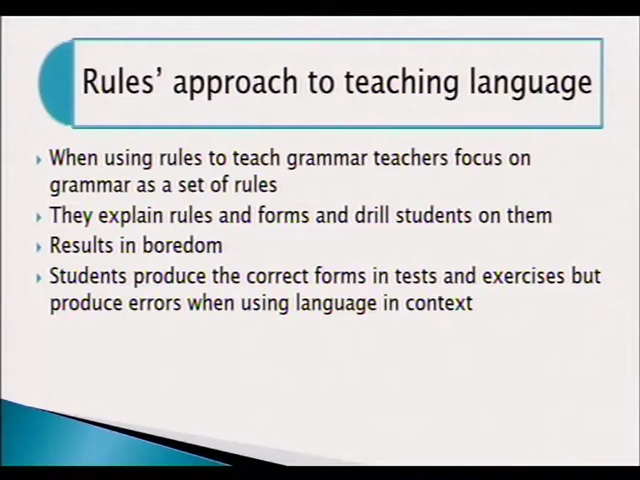 Rules' approach to teaching language
When using rules to teach grammar teachers focus on
grammar as a set of rules
They explain rules and forms and drill students on them
Results in boredom
Students produce the correct forms in tests and exercises but
produce errors when using language in context